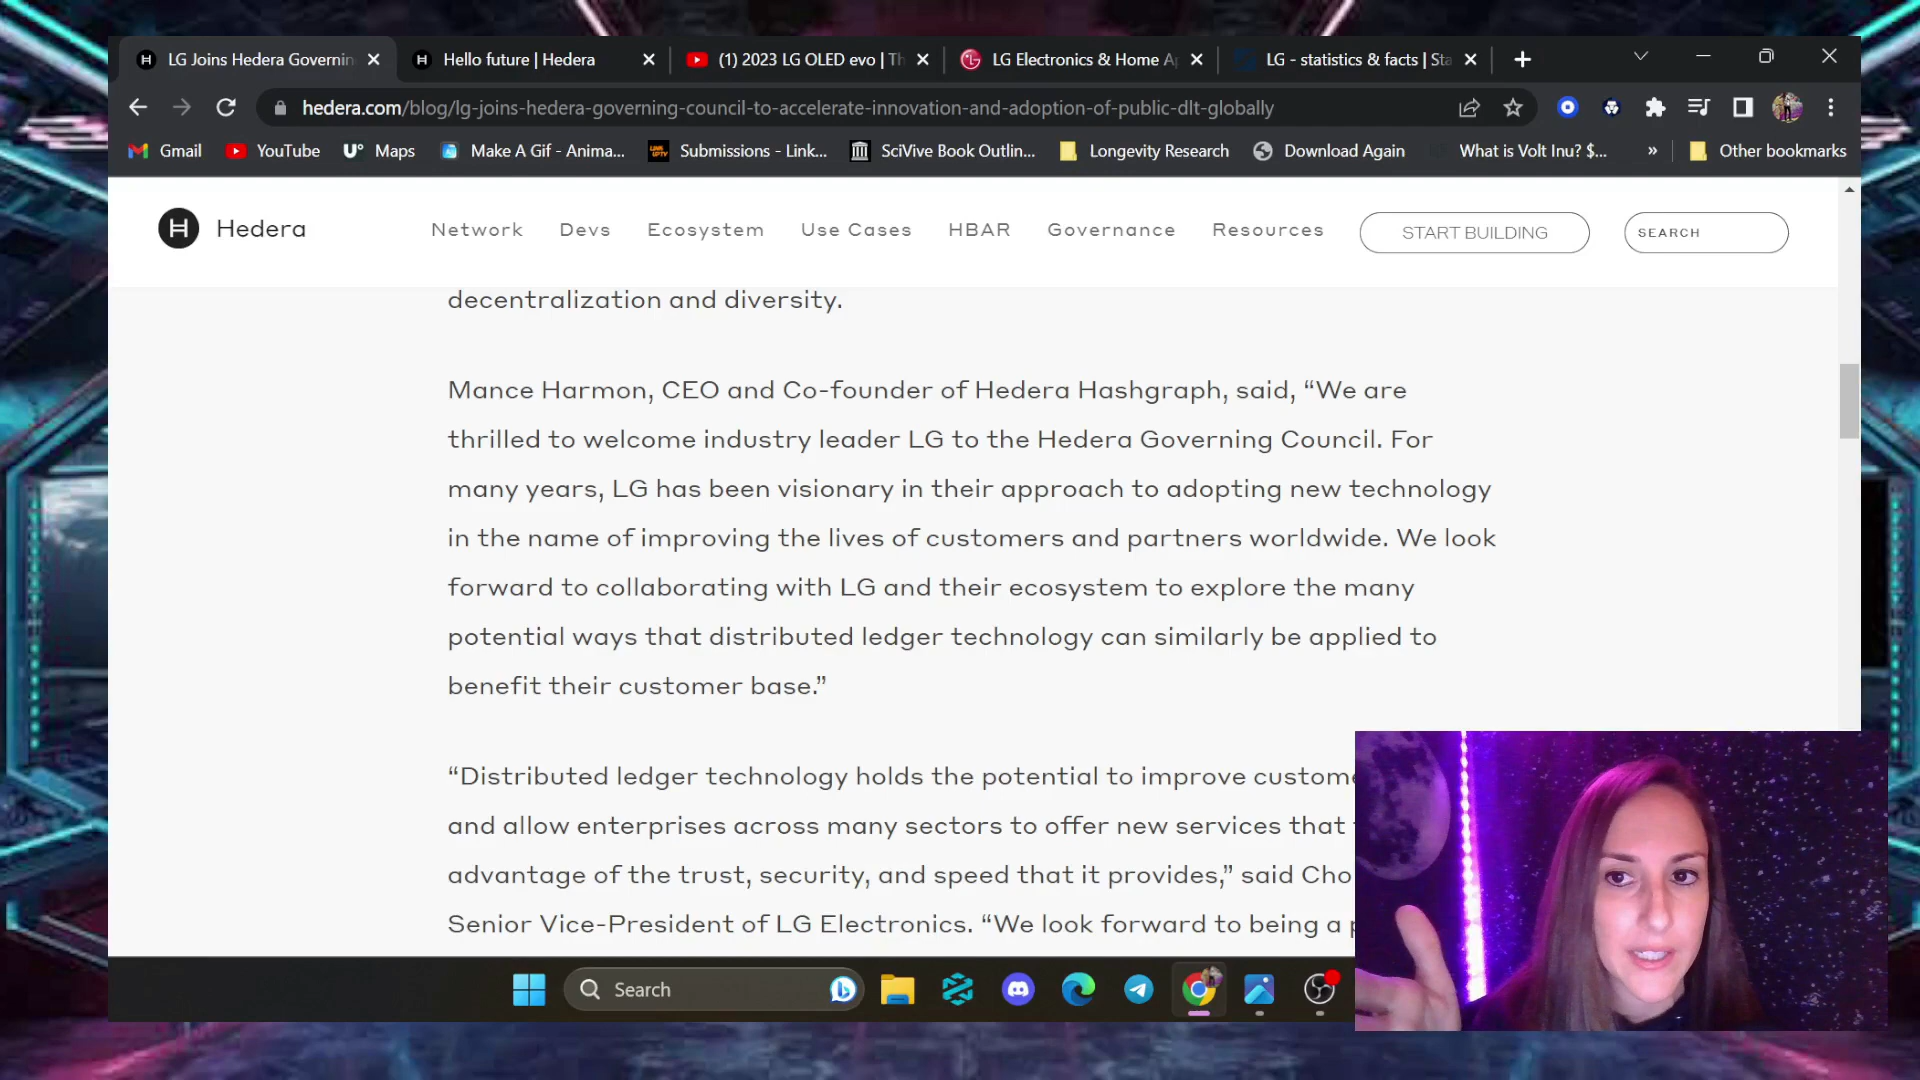 LG Joins Hedera Governin
Hello future | Hedera
(1) 2023 LG OLED evo | Th
LG Electronics & Home Ap
LG - statistics & facts | Sta
hedera.com/blog/lg-joins-hedera-governing-council-to-accelerate-innovation-and-adoption-of-public-dlt-globally
Gmail
YouTube
Maps
Make A Gif - Anima...
Submissions - Link...
SciVive Book Outlin...
Longevity Research
Download Again
What is Volt Inu? $...
»
Other bookmarks
Hedera
Network
Devs
Ecosystem
Use Cases
HBAR
Governance
Resources
START BUILDING
SEARCH
decentralization and diversity.
Mance Harmon, CEO and Co-founder of Hedera Hashgraph, said, “We are
thrilled to welcome industry leader LG to the Hedera Governing Council. For
many years, LG has been visionary in their approach to adopting new technology
in the name of improving the lives of customers and partners worldwide. We look
forward to collaborating with LG and their ecosystem to explore the many
potential ways that distributed ledger technology can similarly be applied to
benefit their customer base.”
“Distributed ledger technology holds the potential to improve custome
and allow enterprises across many sectors to offer new services that
advantage of the trust, security, and speed that it provides,” said Cho
Senior Vice-President of LG Electronics. “We look forward to being a
Search